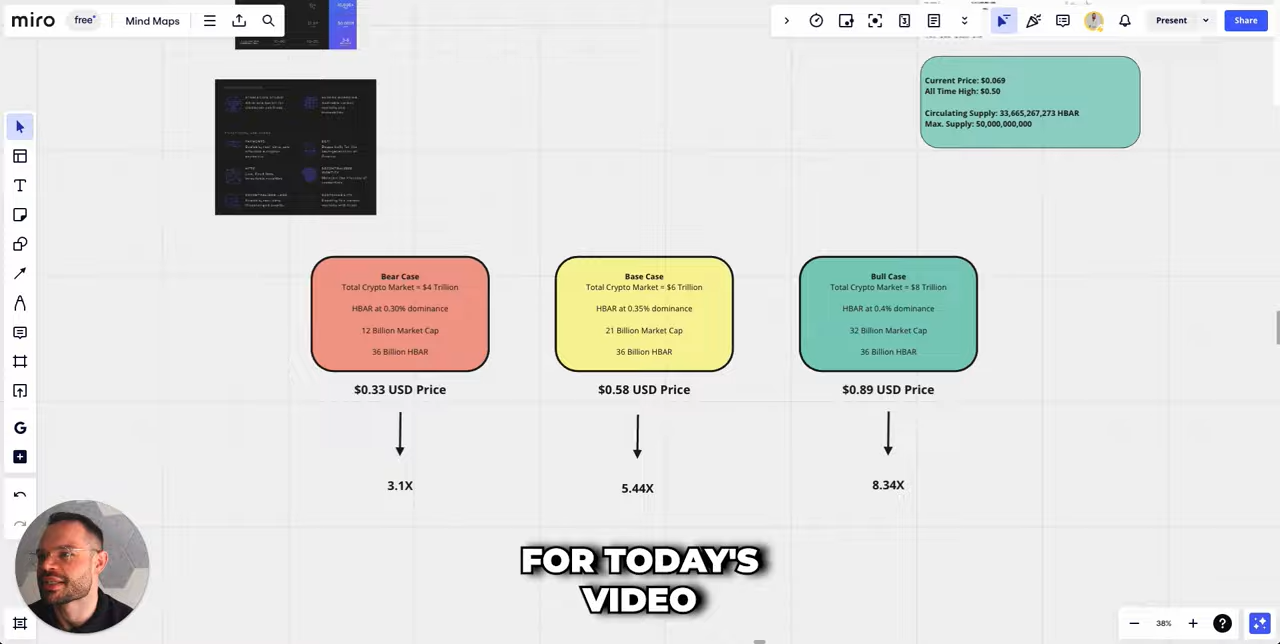 miro
free
Mind Maps
Present
Share
Current Price: $0.069
All Time High: $0.50
Circulating Supply: 33,665,267,273 HBAR
Max. Supply: 50,000,000,000
Bear Case
Total Crypto Market = $4 Trillion
HBAR at 0.30% dominance
12 Billion Market Cap
36 Billion HBAR
$0.33 USD Price
3.1X
Base Case
Total Crypto Market = $6 Trillion
HBAR at 0.35% dominance
21 Billion Market Cap
36 Billion HBAR
$0.58 USD Price
5.44X
Bull Case
Total Crypto Market = $8 Trillion
HBAR at 0.4% dominance
32 Billion Market Cap
36 Billion HBAR
$0.89 USD Price
8.34X
FOR TODAY'S
VIDEO
38%